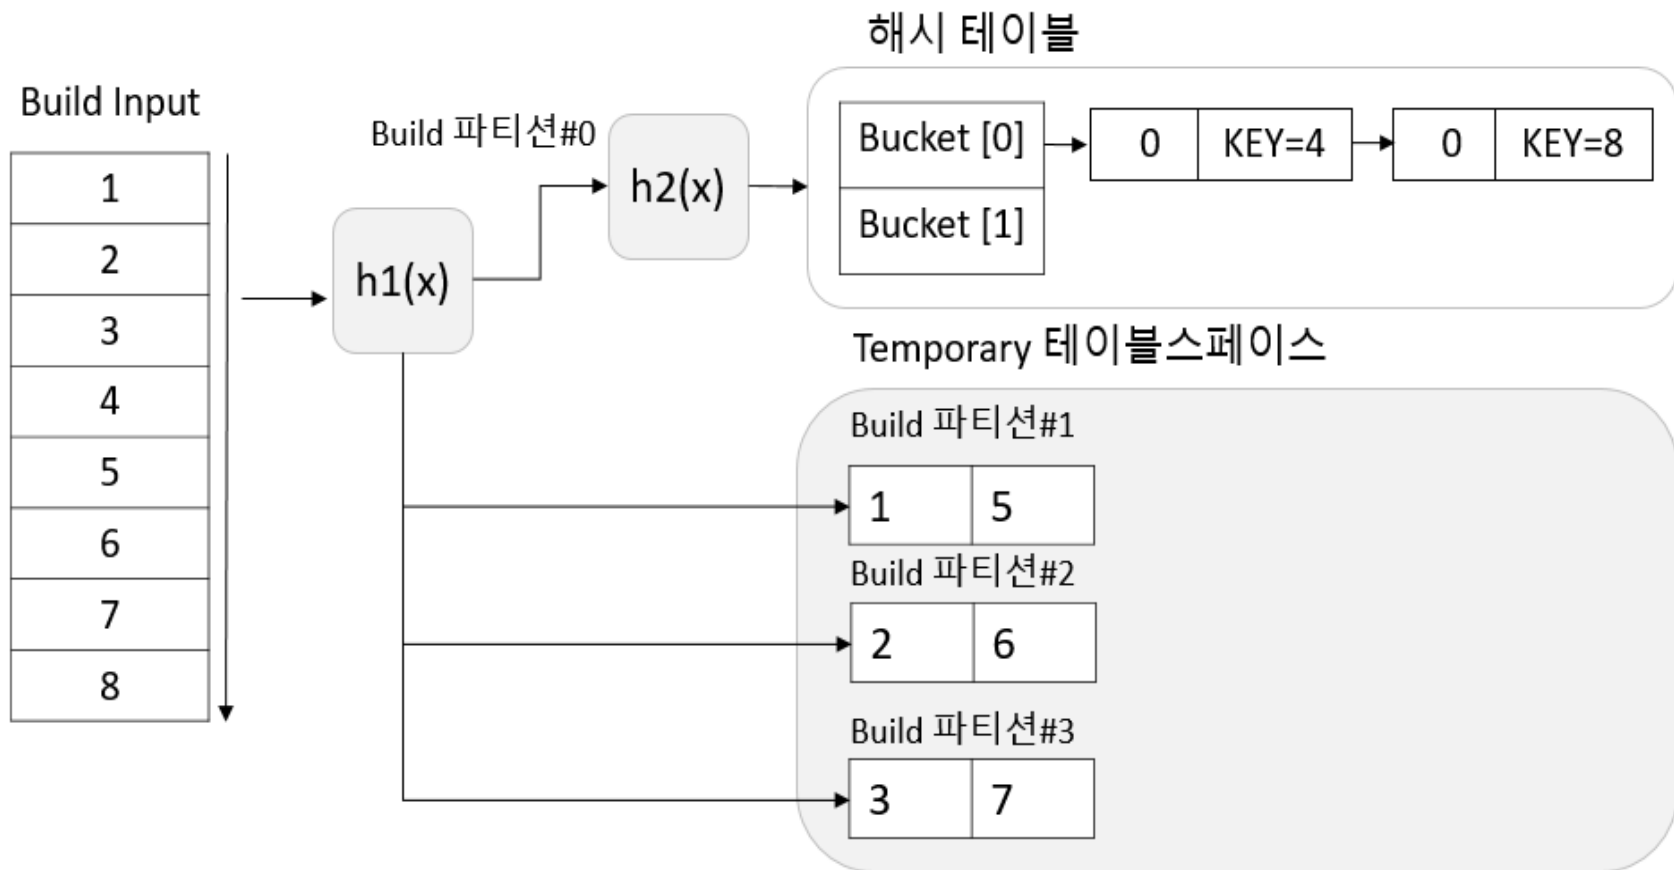 해시 테이블
Build Input
Build 파티션#0
1
2
3
4
5
6
7
8
h1(x)
h2(x)
Bucket [0]
0 KEY=4
0 KEY=8
Bucket [1]
Temporary 테이블스페이스
Build 파티션#1
1 5
Build 파티션#2
2 6
Build 파티션#3
3 7